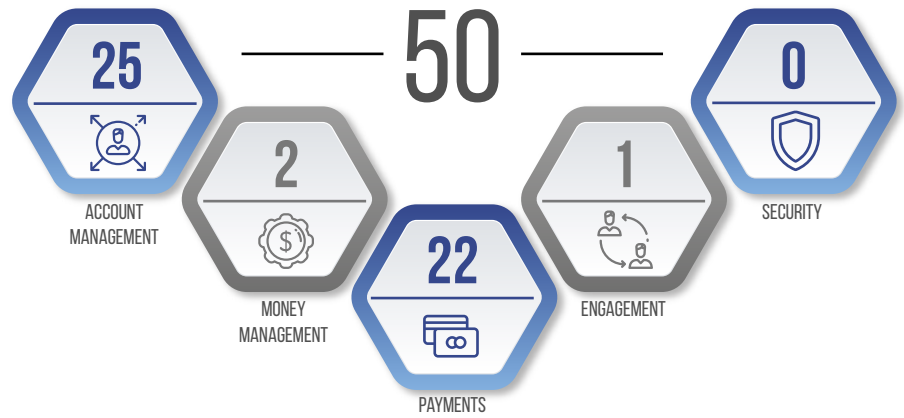 50
25
ACCOUNT
MANAGEMENT
2
$
MONEY
MANAGEMENT
22
PAYMENTS
1
ENGAGEMENT
0
SECURITY